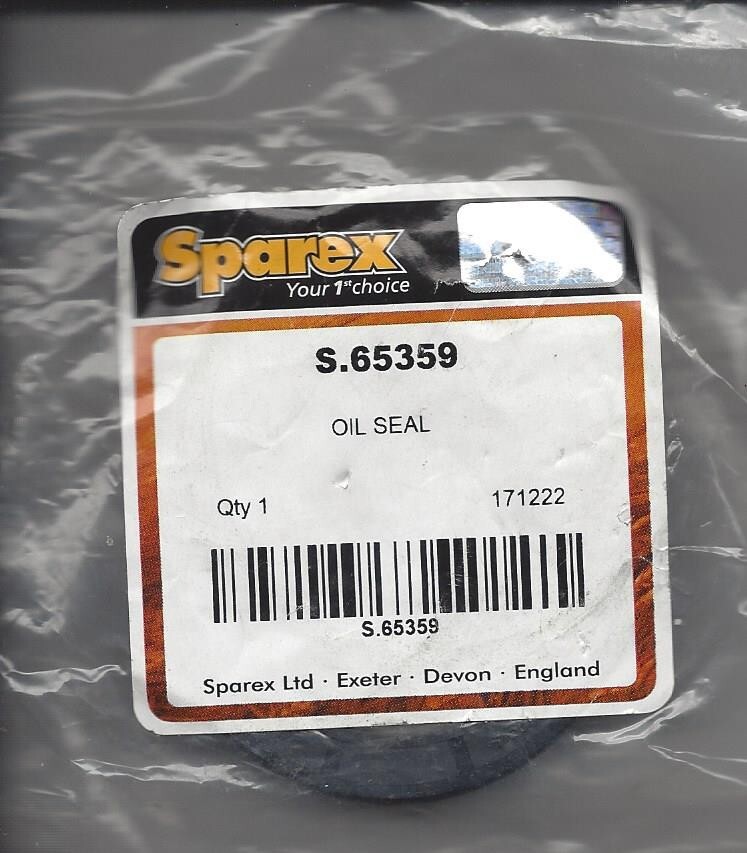 Sparex
Your 1st choice
S.65359
OIL SEAL
Qty 1 171222
S.65359
Sparex Ltd · Exeter · Devon · England